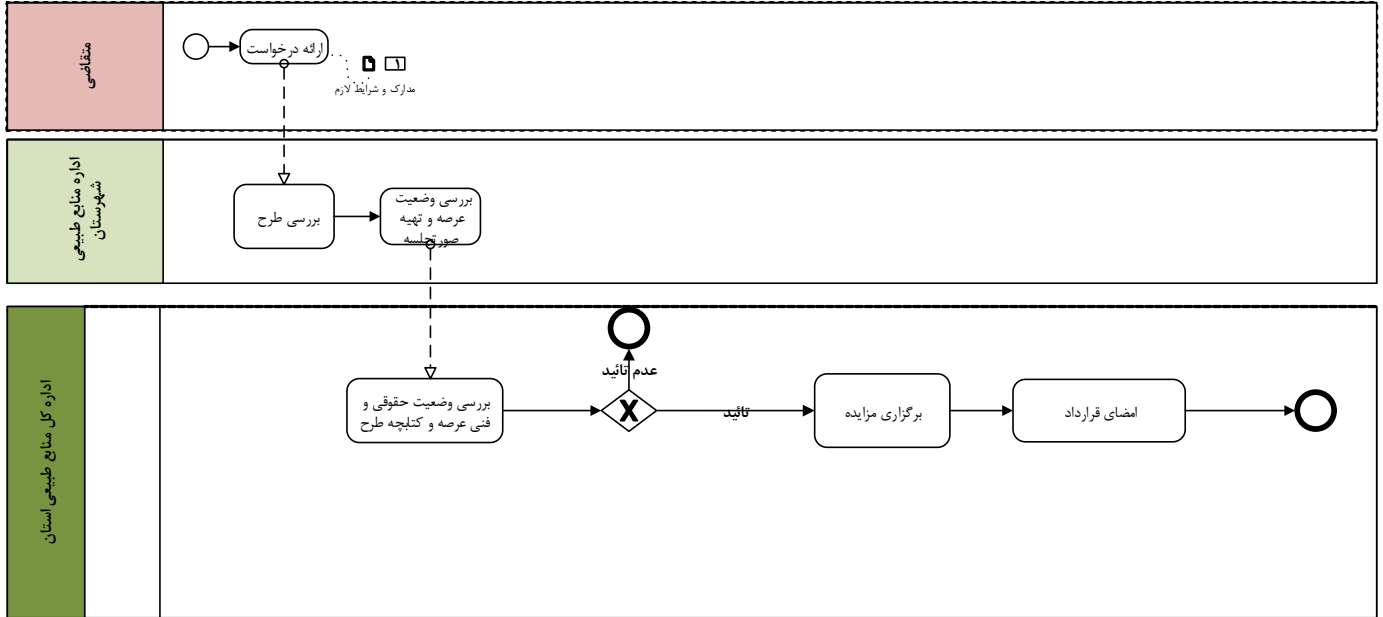 متقاضی
ارائه درخواست
۱
مدارک و شرایط لازم
اداره منابع طبیعی
شهرستان
بررسی طرح
بررسی وضعیت
عرصه و تهیه
صورتجلسه
اداره کل منابع طبیعی استان
بررسی وضعیت حقوقی و
فنی عرصه و کتابچه طرح
عدم تائید
X
تائید
برگزاری مزایده
امضای قرارداد